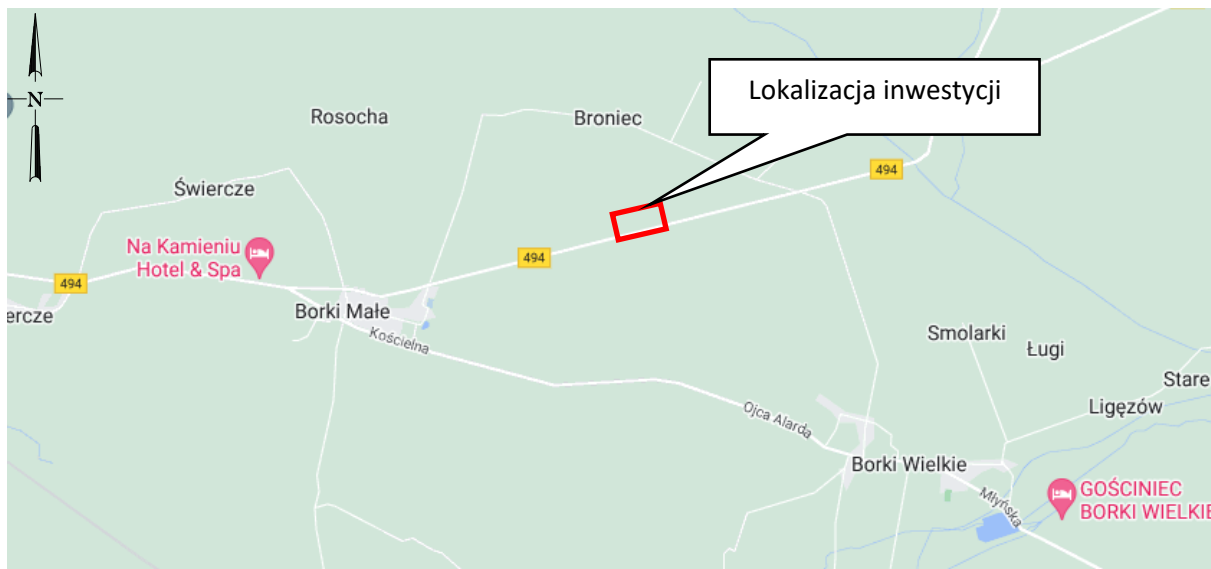 Lokalizacja inwestycji
N
Rosocha
Broniec
494
Świercze
Na Kamieniu
Hotel & Spa
494
494
ercze
Borki Małe
Kościelna
Smolarki
Ługi
Stare
Ligęzów
Ojca Alarda
Borki Wielkie
Młyńska
GOŚCINIEC
BORKI WIELKIE